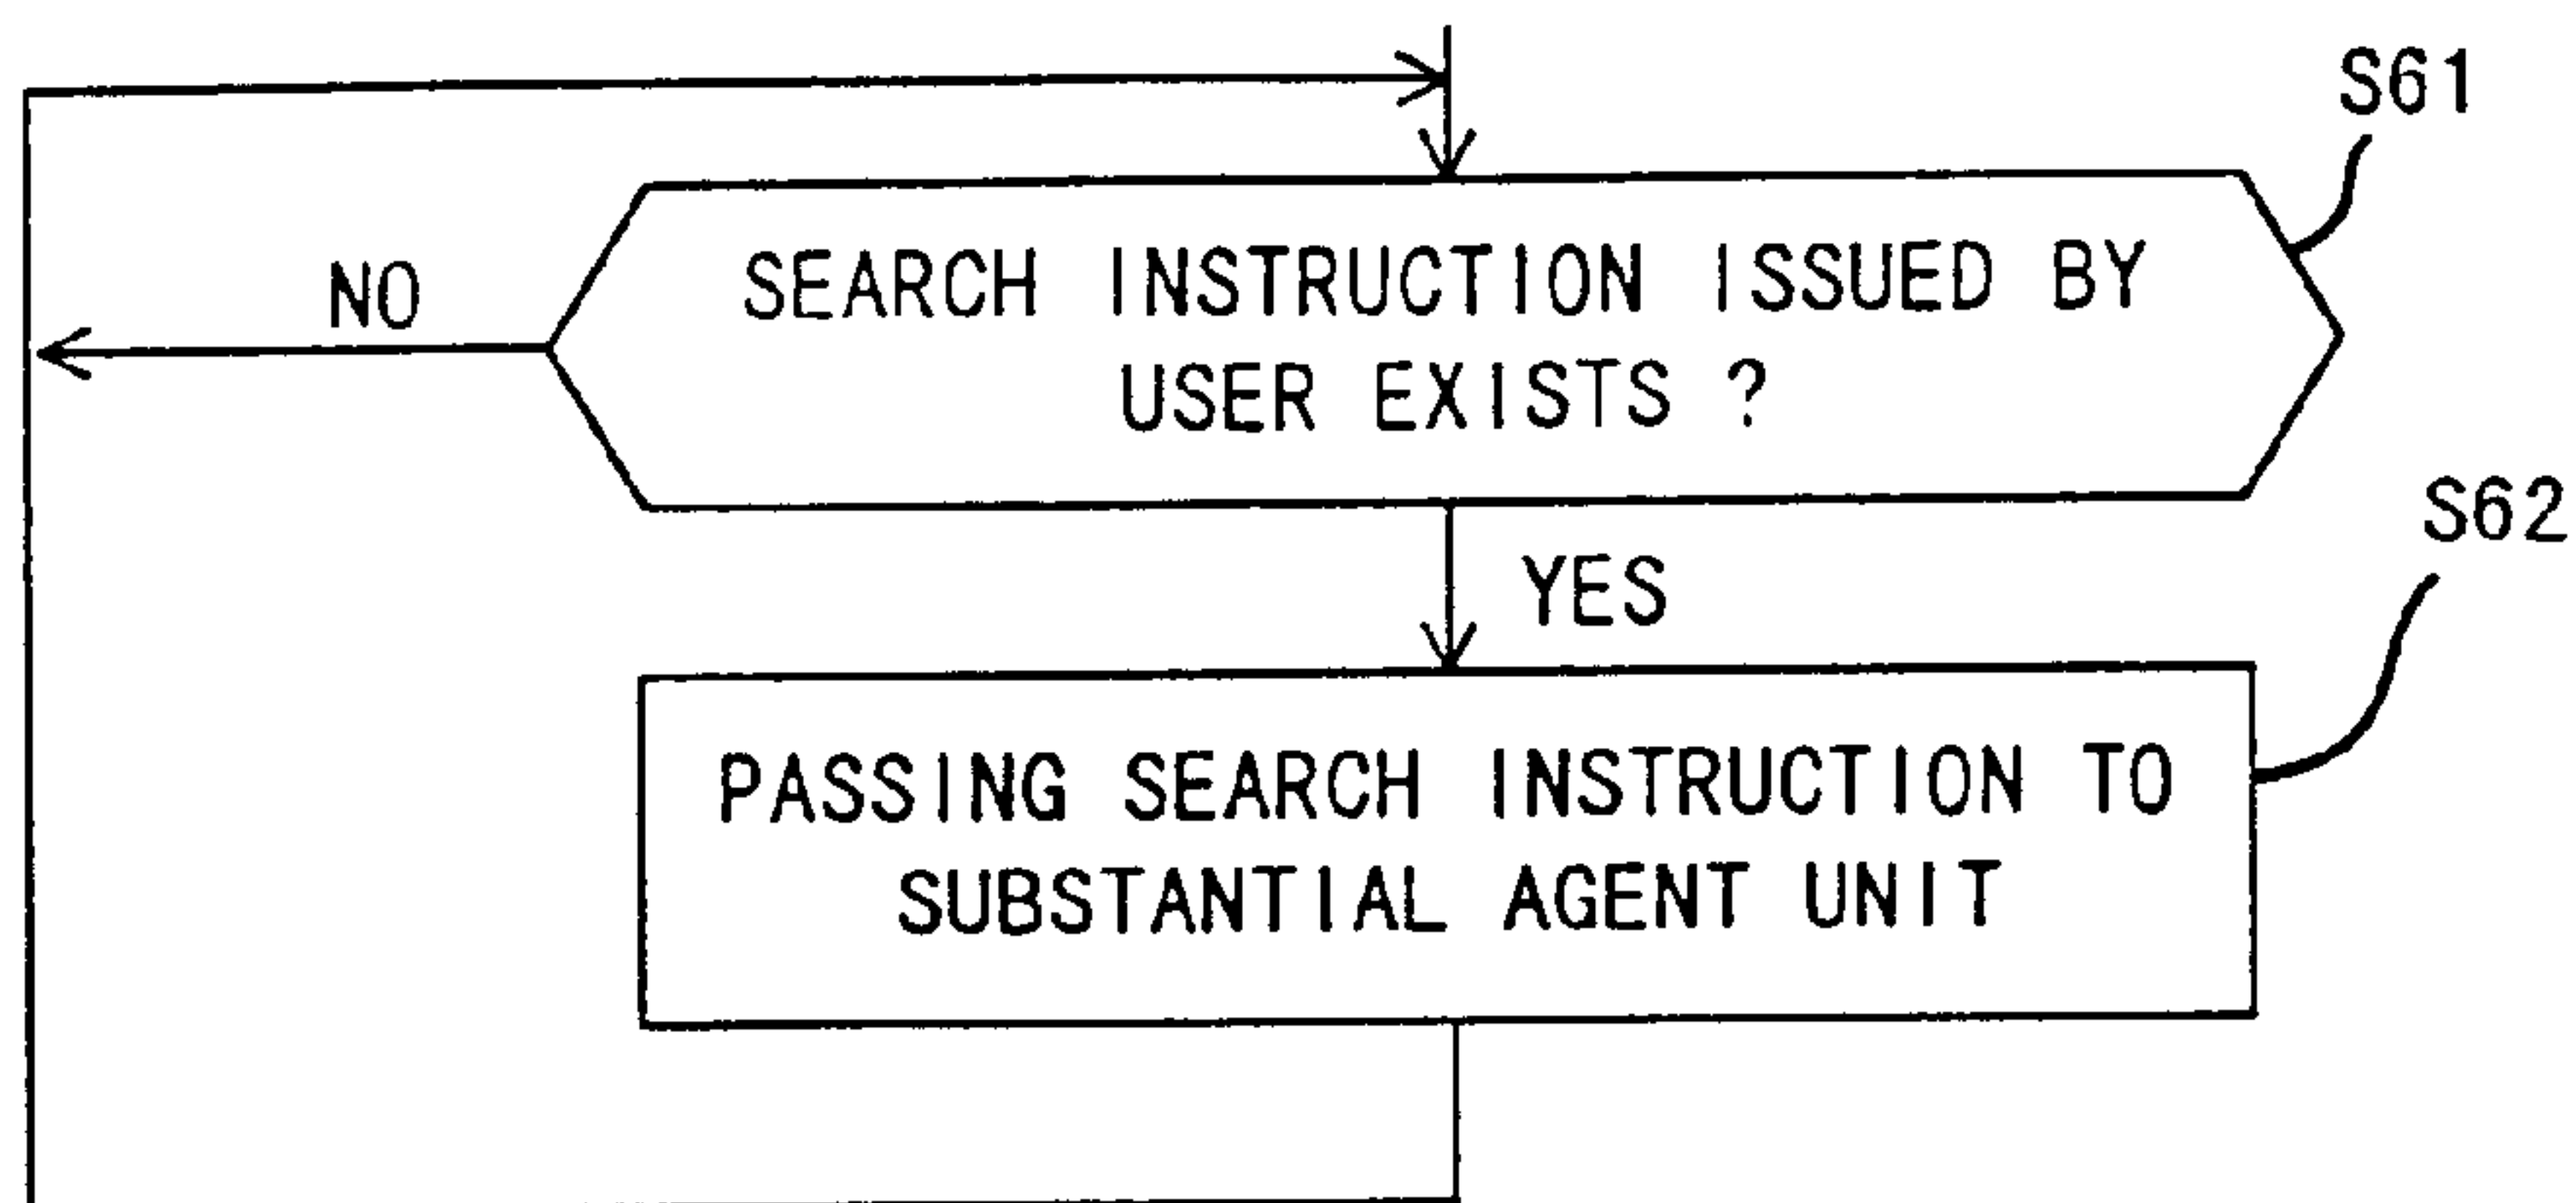 S61
SEARCH INSTRUCTION ISSUED BY
USER EXISTS ?
NO
YES
S62
PASSING SEARCH INSTRUCTION TO
SUBSTANTIAL AGENT UNIT